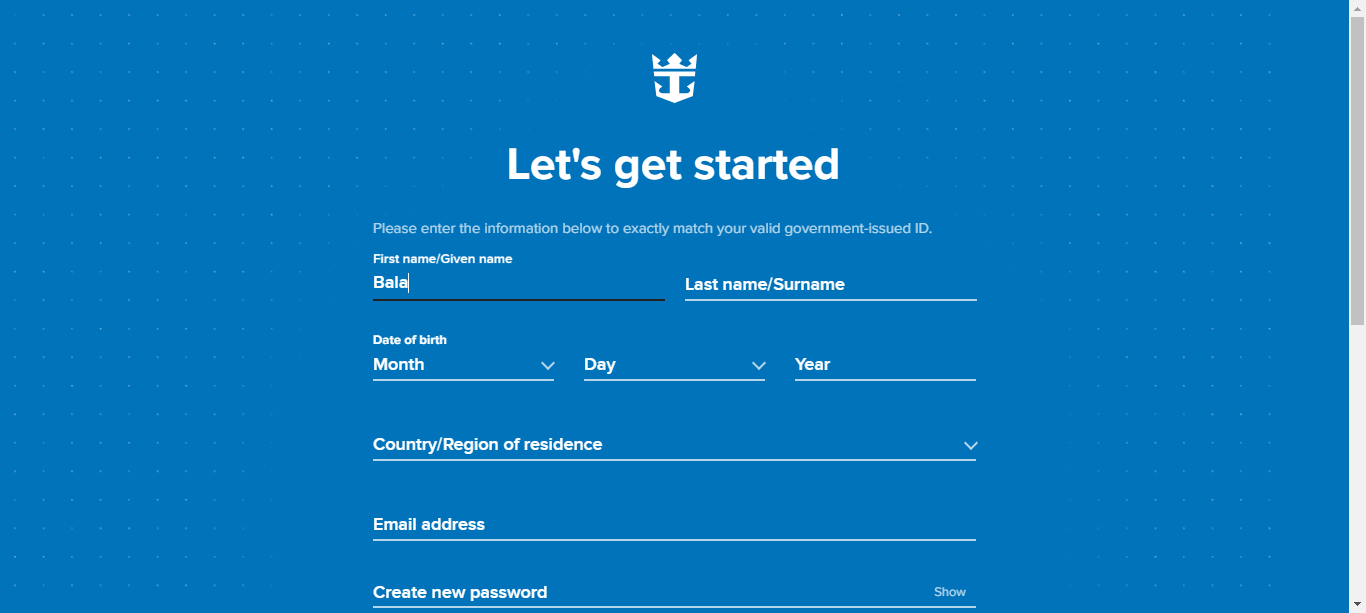 Let's get started
Please enter the information below to exactly match your valid government-issued ID.
First name/Given name
Bala
Last name/Surname
Date of birth
Month
Day
Year
Country/Region of residence
Email address
Create new password
Show